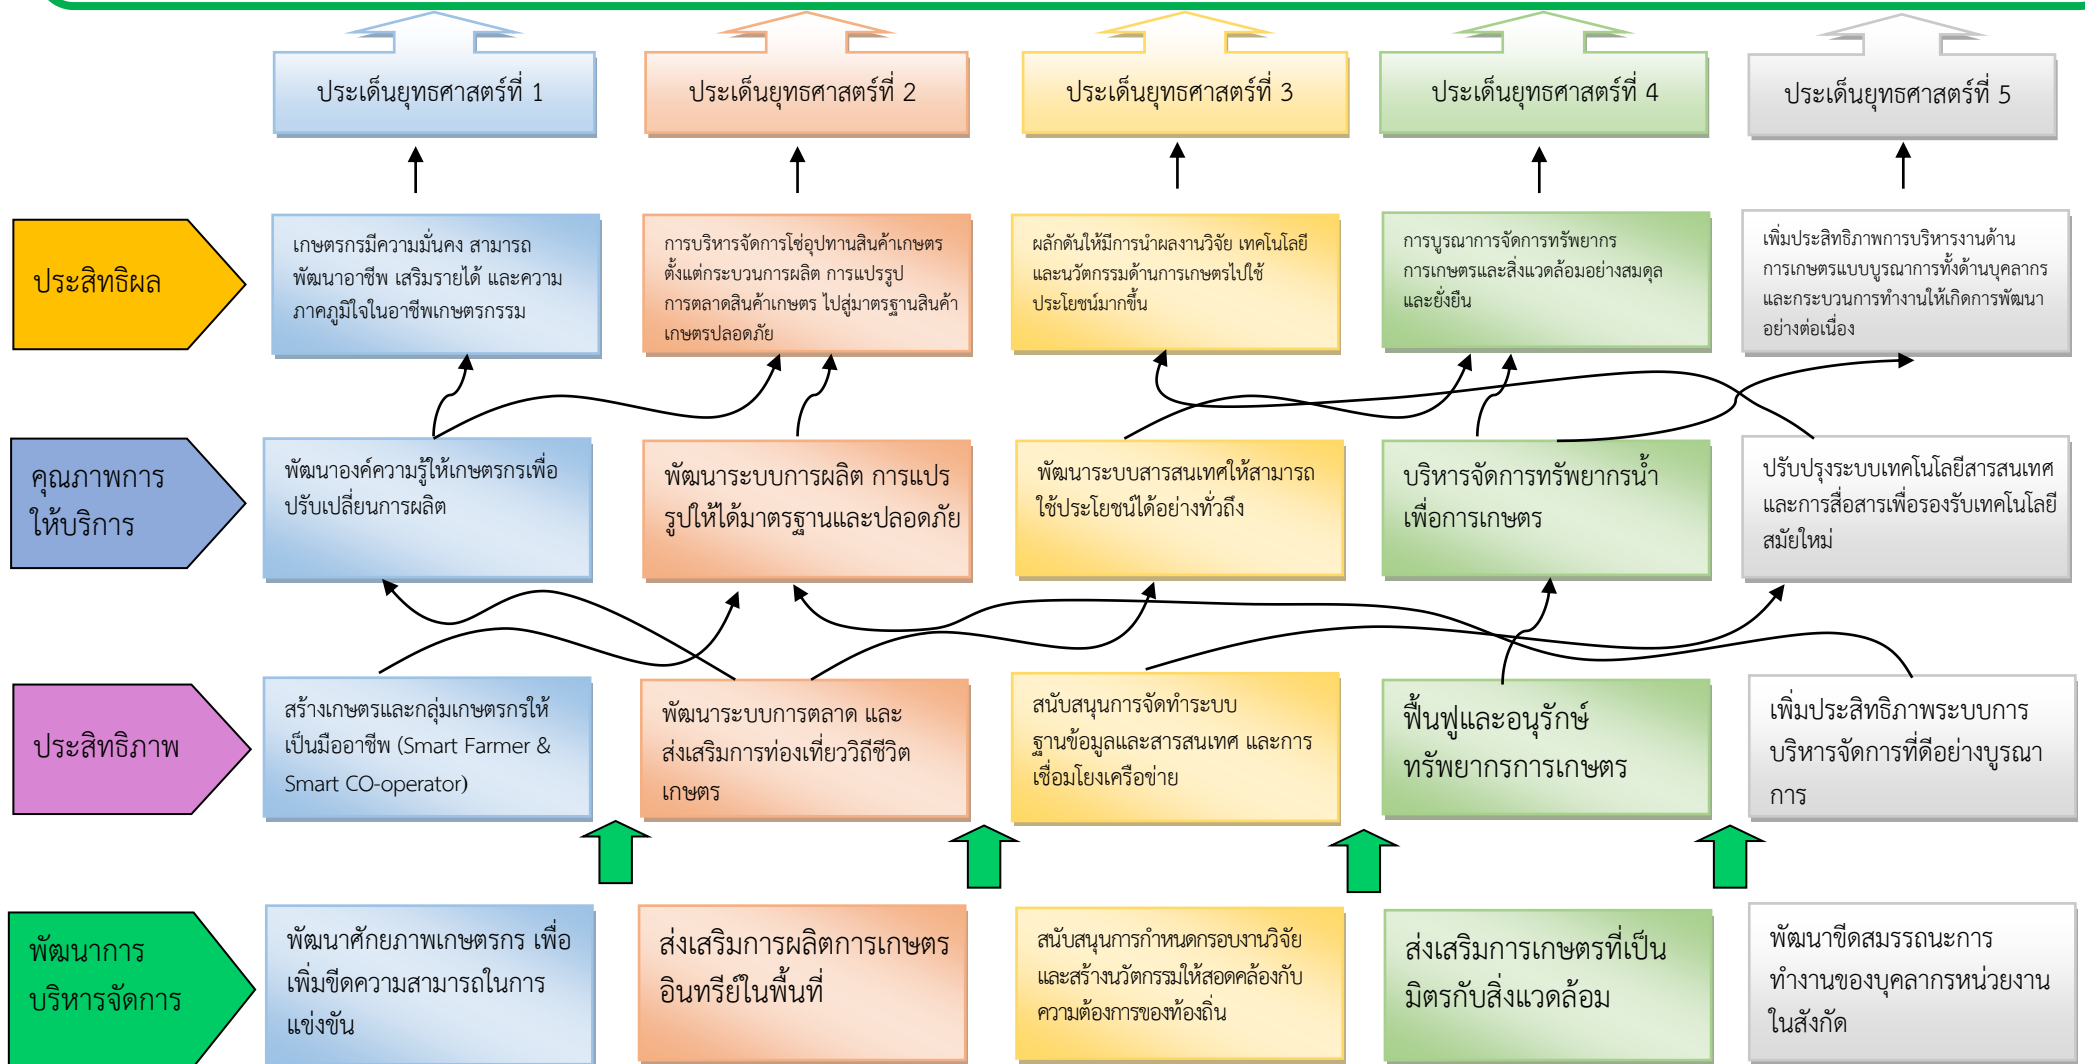 ประเด็นยุทธศาสตร์ที่ 1
ประเด็นยุทธศาสตร์ที่ 2
ประเด็นยุทธศาสตร์ที่ 3
ประเด็นยุทธศาสตร์ที่ 4
ประเด็นยุทธศาสตร์ที่ 5
ประสิทธิผล
เกษตรกรมีความมั่นคง สามารถ
พัฒนาอาชีพ เสริมรายได้ และความ
ภาคภูมิใจในอาชีพเกษตรกรรม
การบริหารจัดการโซ่อุปทานสินค้าเกษตร
ตั้งแต่กระบวนการผลิต การแปรรูป
การตลาดสินค้าเกษตร ไปสู่มาตรฐานสินค้า
เกษตรปลอดภัย
ผลักดันให้มีการนำผลงานวิจัย เทคโนโลยี
และนวัตกรรมด้านการเกษตรไปใช้
ประโยชน์มากขึ้น
การบูรณาการจัดการทรัพยากร
การเกษตรและสิ่งแวดล้อมอย่างสมดุล
และยั่งยืน
เพิ่มประสิทธิภาพการบริหารงานด้าน
การเกษตรแบบบูรณาการทั้งด้านบุคลากร
และกระบวนการทำงานให้เกิดการพัฒนา
อย่างต่อเนื่อง
คุณภาพการ
ให้บริการ
พัฒนาองค์ความรู้ให้เกษตรกรเพื่อ
ปรับเปลี่ยนการผลิต
พัฒนาระบบการผลิต การแปร
รูปให้ได้มาตรฐานและปลอดภัย
พัฒนาระบบสารสนเทศให้สามารถ
ใช้ประโยชน์ได้อย่างทั่วถึง
บริหารจัดการทรัพยากรน้ำ
เพื่อการเกษตร
ปรับปรุงระบบเทคโนโลยีสารสนเทศ
และการสื่อสารเพื่อรองรับเทคโนโลยี
สมัยใหม่
ประสิทธิภาพ
สร้างเกษตรและกลุ่มเกษตรกรให้
เป็นมืออาชีพ (Smart Farmer &
Smart CO-operator)
พัฒนาระบบการตลาด และ
ส่งเสริมการท่องเที่ยววิถีชีวิต
เกษตร
สนับสนุนการจัดทำระบบ
ฐานข้อมูลและสารสนเทศ และการ
เชื่อมโยงเครือข่าย
ฟื้นฟูและอนุรักษ์
ทรัพยากรการเกษตร
เพิ่มประสิทธิภาพระบบการ
บริหารจัดการที่ดีอย่างบูรณา
การ
พัฒนาการ
บริหารจัดการ
พัฒนาศักยภาพเกษตรกร เพื่อ
เพิ่มขีดความสามารถในการ
แข่งขัน
ส่งเสริมการผลิตการเกษตร
อินทรีย์ในพื้นที่
สนับสนุนการกำหนดกรอบงานวิจัย
และสร้างนวัตกรรมให้สอดคล้องกับ
ความต้องการของท้องถิ่น
ส่งเสริมการเกษตรที่เป็น
มิตรกับสิ่งแวดล้อม
พัฒนาขีดสมรรถนะการ
ทำงานของบุคลากรหน่วยงาน
ในสังกัด